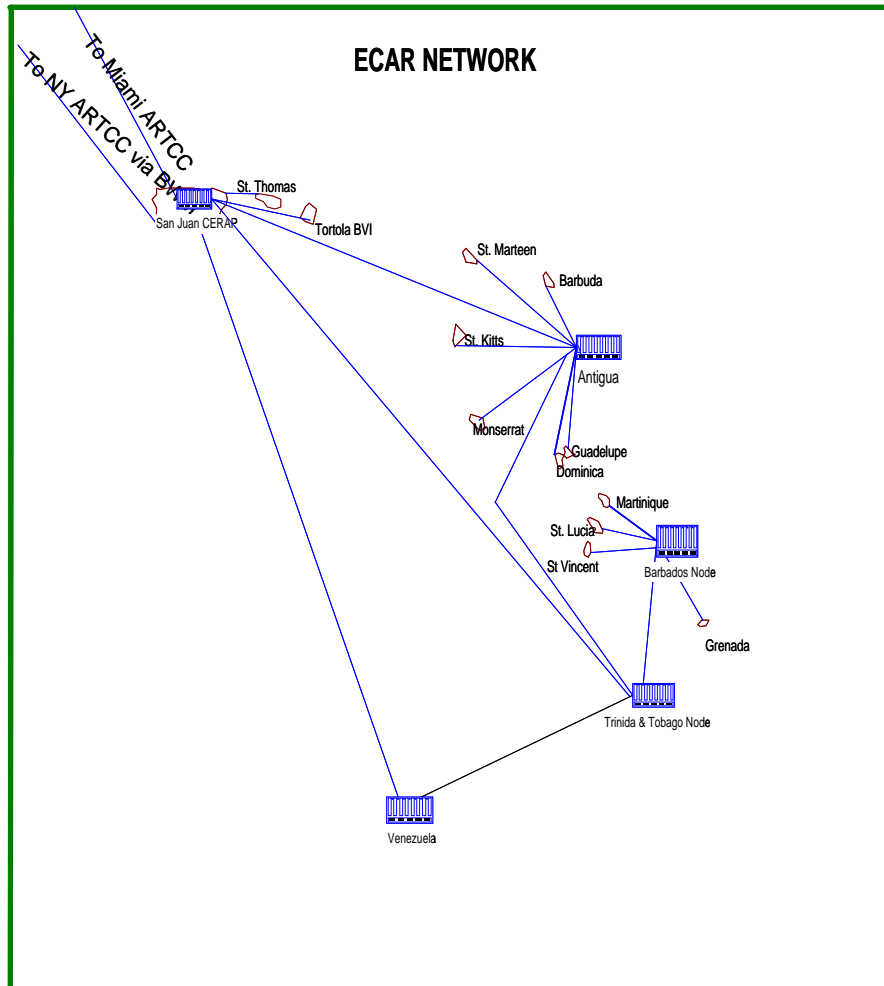 ECAR NETWORK
To Miami ARTCC
To NY ARTCC via
St. Thomas
San Juan CERAP
Tortola BVI
St. Marteen
Barbuda
St. Kitts
Antigua
Monserrat
Guadelupe
Dominica
Martinique
St. Lucia
St Vincent
Barbados Node
Grenada
Trinida & Tobago Node
Venezuela